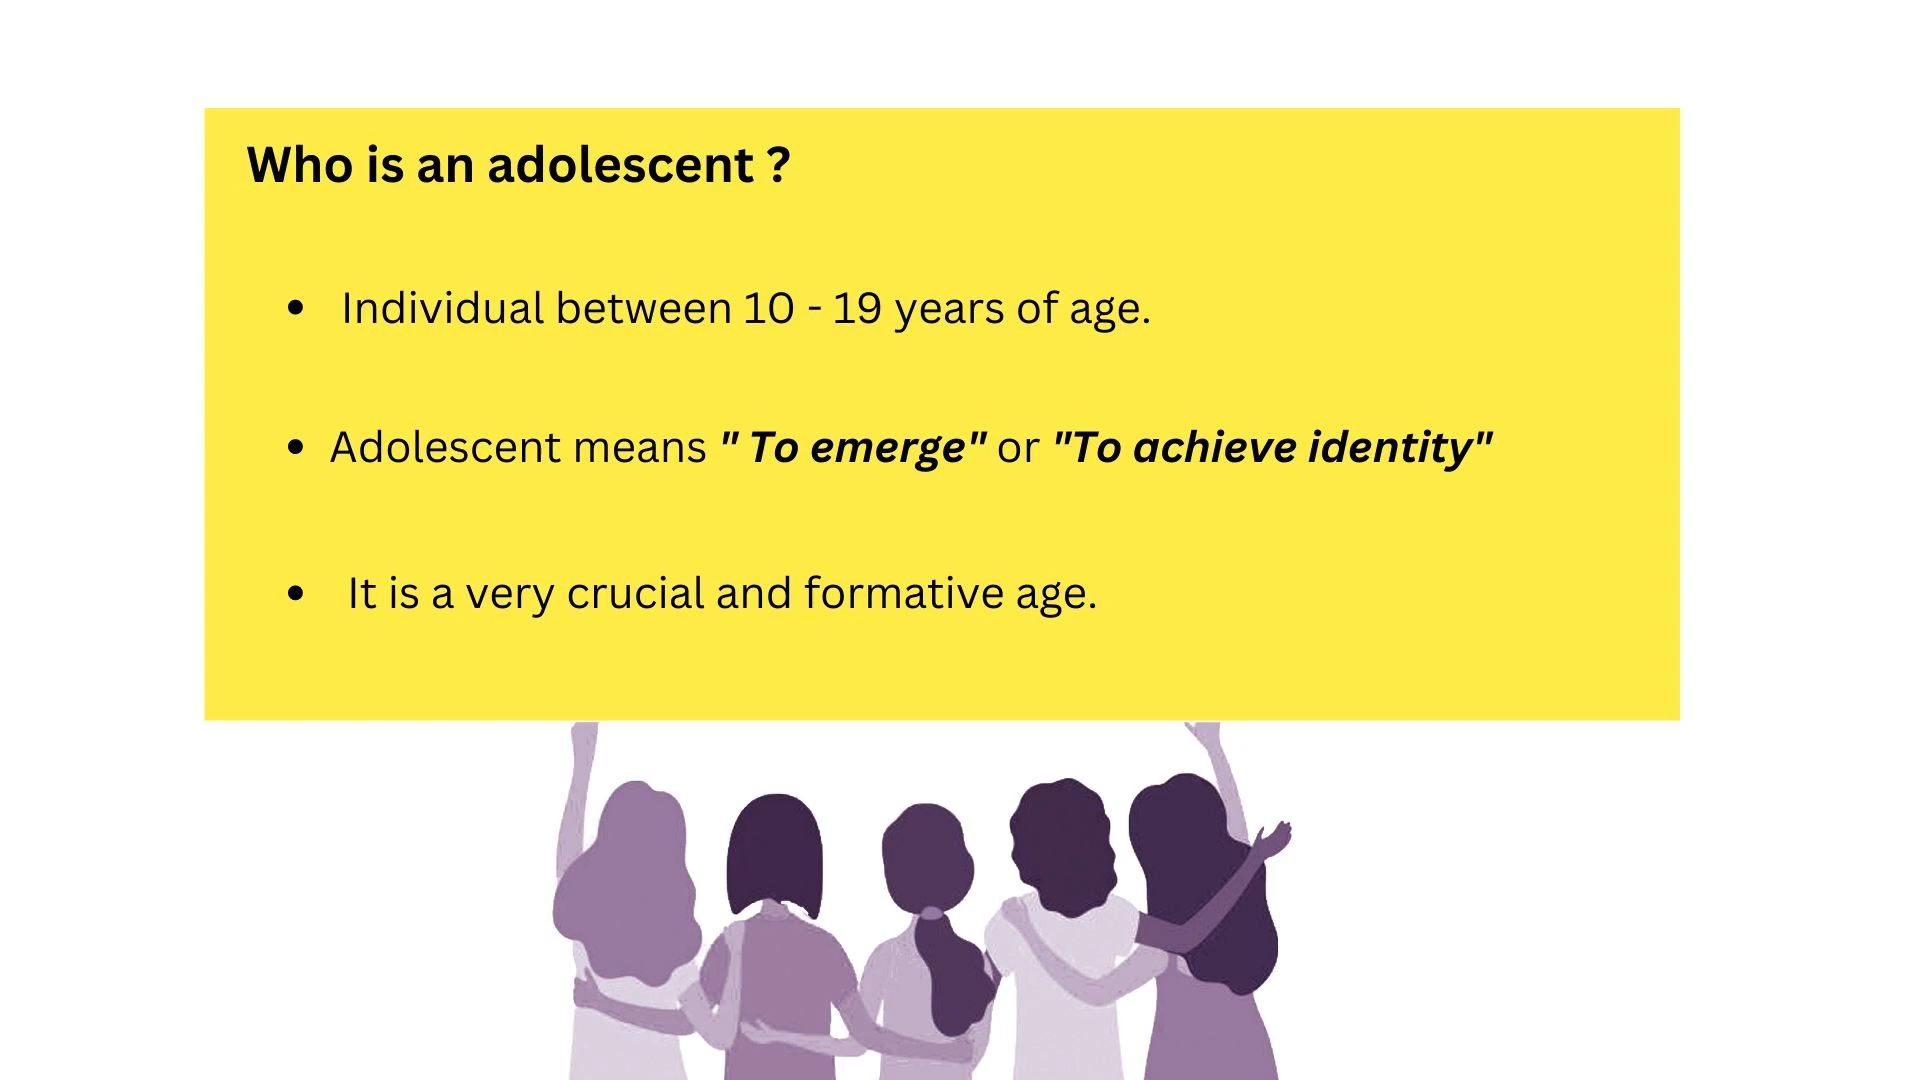 Who is an adolescent ?
• Individual between 10 - 19 years of age.
• Adolescent means " To emerge" or "To achieve identity"
• It is a very crucial and formative age.